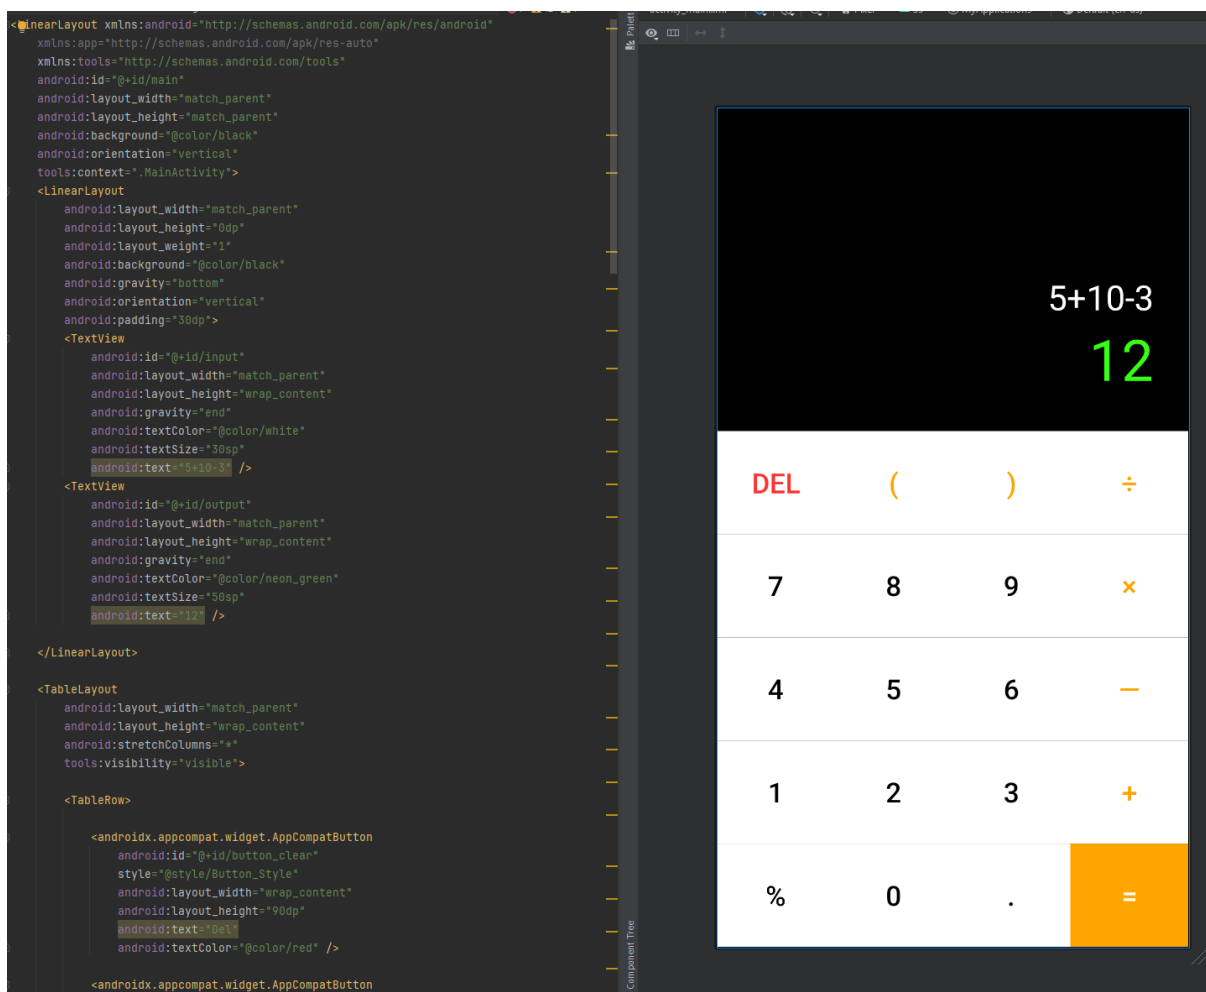 <LinearLayout xmlns:android="http://schemas.android.com/apk/res/android"
xmlns:app="http://schemas.android.com/apk/res-auto"
xmlns:tools="http://schemas.android.com/tools"
android:id="@+id/main"
android:layout_width="match_parent"
android:layout_height="match_parent"
android:background="@color/black"
android:orientation="vertical"
tools:context=".MainActivity">
<LinearLayout
android:layout_width="match_parent"
android:layout_height="0dp"
android:layout_weight="1"
android:background="@color/black"
android:gravity="bottom"
android:orientation="vertical"
android:padding="30dp">
<TextView
android:id="@+id/input"
android:layout_width="match_parent"
android:layout_height="wrap_content"
android:gravity="end"
android:textColor="@color/white"
android:textSize="30sp"
android:text="5+10-3" />
<TextView
android:id="@+id/output"
android:layout_width="match_parent"
android:layout_height="wrap_content"
android:gravity="end"
android:textColor="@color/neon_green"
android:textSize="50sp"
android:text="12" />
</LinearLayout>
<TableLayout
android:layout_width="match_parent"
android:layout_height="wrap_content"
android:stretchColumns="*"
tools:visibility="visible">
<TableRow>
<androidx.appcompat.widget.AppCompatButton
android:id="@+id/button_clear"
style="@style/Button_Style"
android:layout_width="wrap_content"
android:layout_height="90dp"
android:text="Del"
android:textColor="@color/red" />
<androidx.appcompat.widget.AppCompatButton
Palett
Component Tree
5+10-3
12
DEL ( ) ÷
7 8 9 ×
4 5 6 —
1 2 3 +
% 0 . =